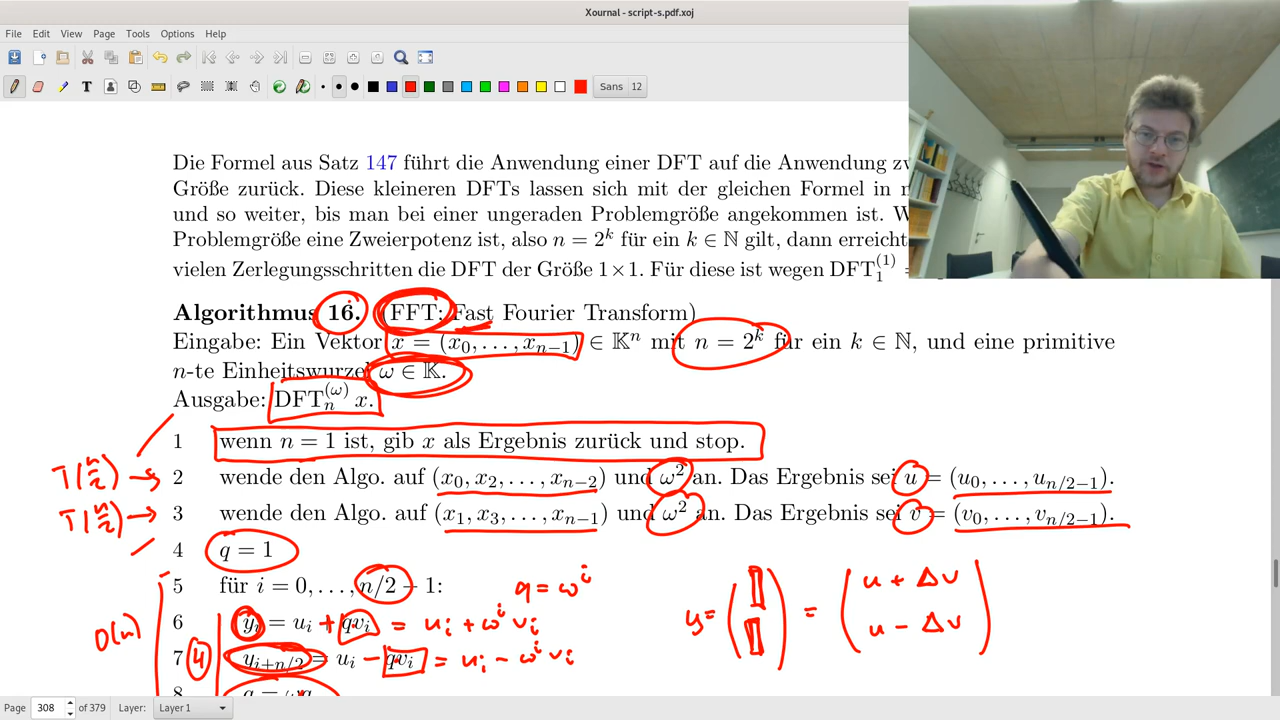 Xournal - script-s.pdf.xoj
File Edit View Page Tools Options Help
Sans 12
Die Formel aus Satz 147 führt die Anwendung einer DFT auf die Anwendung
Größe zurück. Diese kleineren DFTs lassen sich mit der gleichen Formel in
und so weiter, bis man bei einer ungeraden Problemgröße angekommen ist.
Problemgröße eine Zweierpotenz ist, also n = 2^k für ein k ∈ ℕ gilt, dann erreicht
vielen Zerlegungsschritten die DFT der Größe 1×1. Für diese ist wegen DFT_1^{(1)} =
Algorithmus 16. (FFT; Fast Fourier Transform)
Eingabe: Ein Vektor x = (x_0, . . . , x_{n−1}) ∈ 𝕂^n mit n = 2^k für ein k ∈ ℕ, und eine primitive
n-te Einheitswurzel ω ∈ 𝕂.
Ausgabe: DFT_n^{(ω)} x.
1 wenn n = 1 ist, gib x als Ergebnis zurück und stop.
T(n/2) → 2 wende den Algo. auf (x_0, x_2, . . . , x_{n−2}) und ω^2 an. Das Ergebnis sei u = (u_0, . . . , u_{n/2−1}).
T(n/2) → 3 wende den Algo. auf (x_1, x_3, . . . , x_{n−1}) und ω^2 an. Das Ergebnis sei v = (v_0, . . . , v_{n/2−1}).
4 q = 1
5 für i = 0, . . . , n/2 − 1: q = ω^i
O(n) 6 y_i = u_i + qv_i = u_i + ω^i v_i
7 4 y_{i+n/2} = u_i − qv_i = u_i − ω^i v_i
y = ( ) = ( u + Δv
u − Δv )
8 q = ωq
Page 308 of 379 Layer: Layer 1